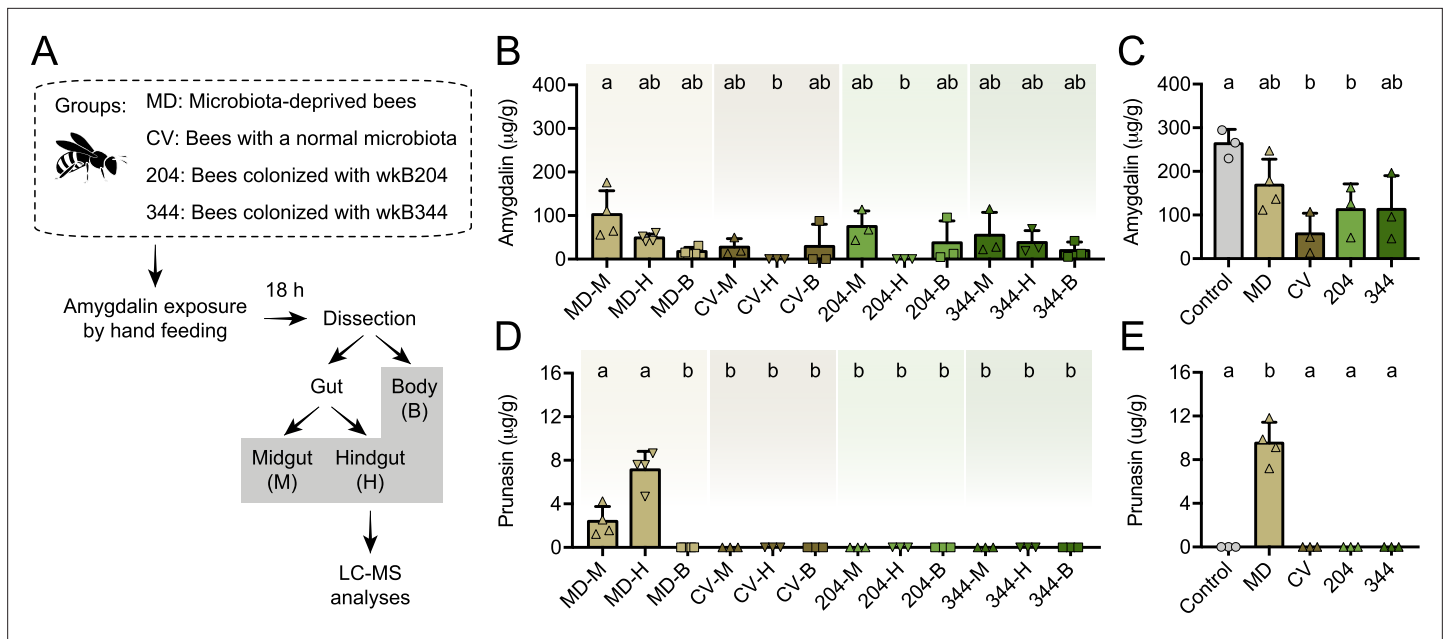 A
Groups:
MD: Microbiota-deprived bees
CV: Bees with a normal microbiota
204: Bees colonized with wkB204
344: Bees colonized with wkB344
Amygdalin exposure
by hand feeding
18 h
Dissection
Gut
Body
(B)
Midgut
(M)
Hindgut
(H)
LC-MS
analyses
B
Amygdalin (μg/g)
400
300
200
100
0
a ab ab ab b ab ab b ab ab ab ab
MD-M MD-H MD-B CV-M CV-H CV-B 204-M 204-H 204-B 344-M 344-H 344-B
C
Amygdalin (μg/g)
400
300
200
100
0
a ab b ab ab
Control MD CV 204 344
D
Prunasin (μg/g)
16
12
8
4
0
a a b b b b b b b b b b
MD-M MD-H MD-B CV-M CV-H CV-B 204-M 204-H 204-B 344-M 344-H 344-B
E
Prunasin (ug/g)
16
12
8
4
0
a b a a a
Control MD CV 204 344